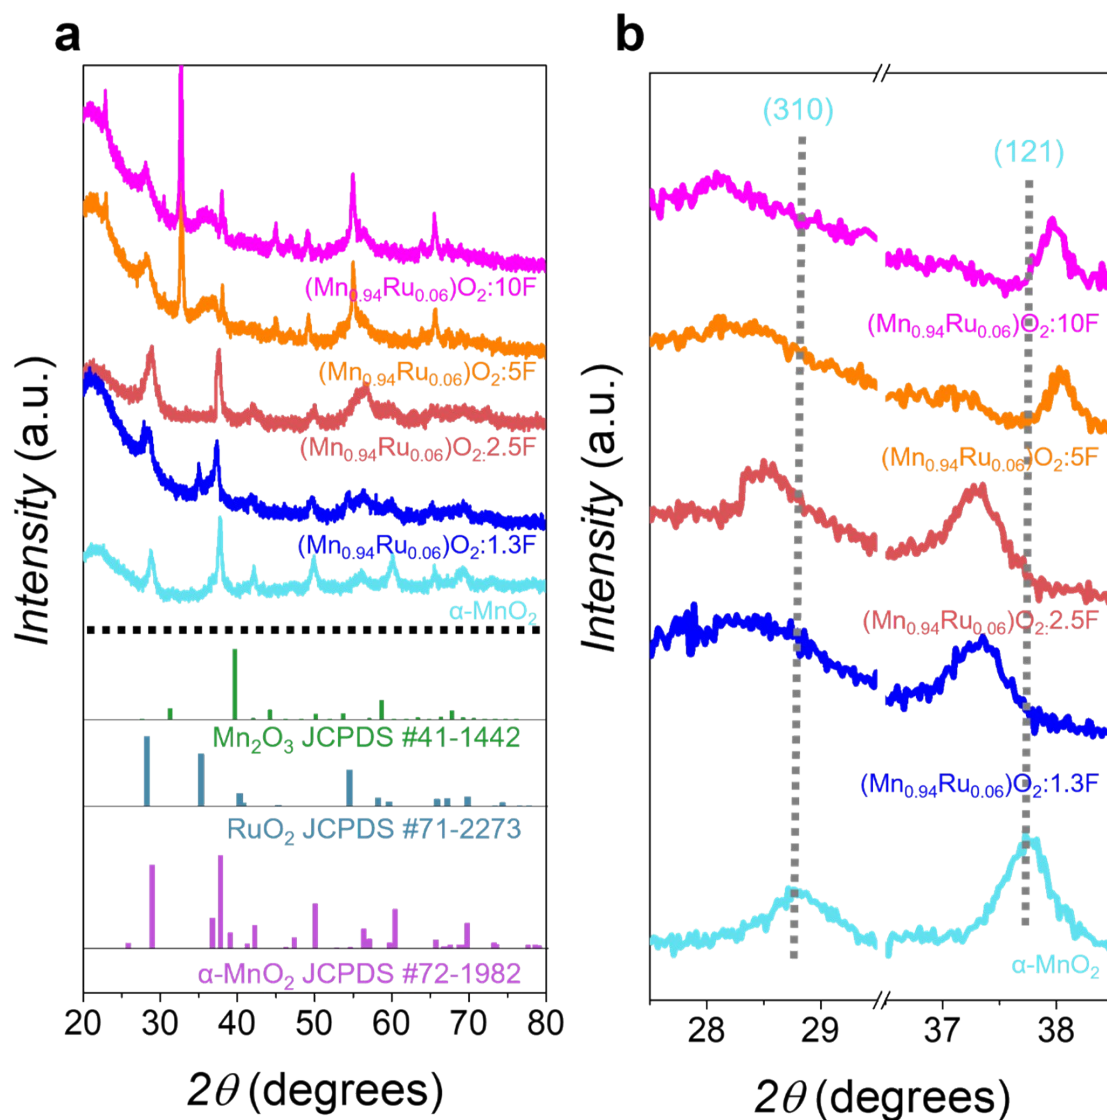 a
(Mn₀.₉₄Ru₀.₀₆)O₂:10F
(Mn₀.₉₄Ru₀.₀₆)O₂:5F
(Mn₀.₉₄Ru₀.₀₆)O₂:2.5F
(Mn₀.₉₄Ru₀.₀₆)O₂:1.3F
α-MnO₂
Mn₂O₃ JCPDS #41-1442
RuO₂ JCPDS #71-2273
α-MnO₂ JCPDS #72-1982
Intensity (a.u.)
20 30 40 50 60 70 80
2θ (degrees)
b
(310)
(121)
(Mn₀.₉₄Ru₀.₀₆)O₂:10F
(Mn₀.₉₄Ru₀.₀₆)O₂:5F
(Mn₀.₉₄Ru₀.₀₆)O₂:2.5F
(Mn₀.₉₄Ru₀.₀₆)O₂:1.3F
α-MnO₂
Intensity (a.u.)
28 29 37 38
2θ (degrees)